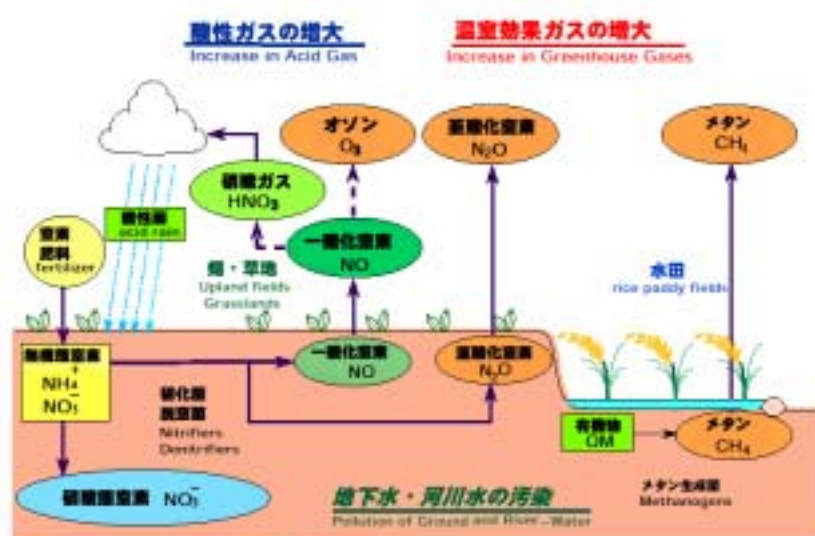 酸性ガスの増大
Increase in Acid Gas
温室効果ガスの増大
Increase in Greenhouse Gases
オゾン
O₃
亜酸化窒素
N₂O
メタン
CH₄
硝酸ガス
HNO₃
酸性雨
acid rain
窒素
肥料
fertilizer
一酸化窒素
NO
畑・草地
Upland fields
Grasslands
水田
rice paddy fields
無機態窒素
NH₄⁺
NO₃⁻
一酸化窒素
NO
亜酸化窒素
N₂O
硝化菌
脱窒菌
Nitrifiers
Denitrifiers
有機物
OM
メタン
CH₄
硝酸態窒素 NO₃⁻
メタン生成菌
Methanogens
地下水・河川水の汚染
Pollution of Ground and River-Water